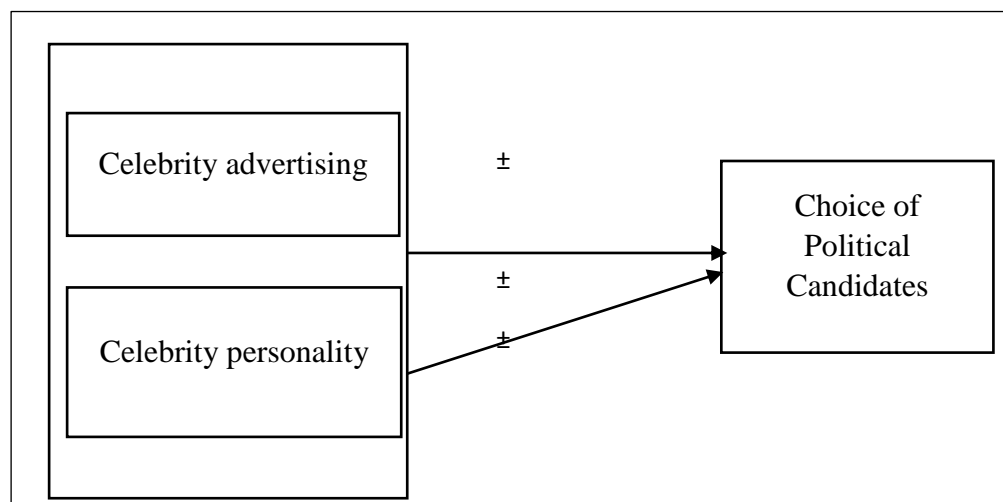 Celebrity advertising
±
Choice of
Political
Candidates
±
±
Celebrity personality